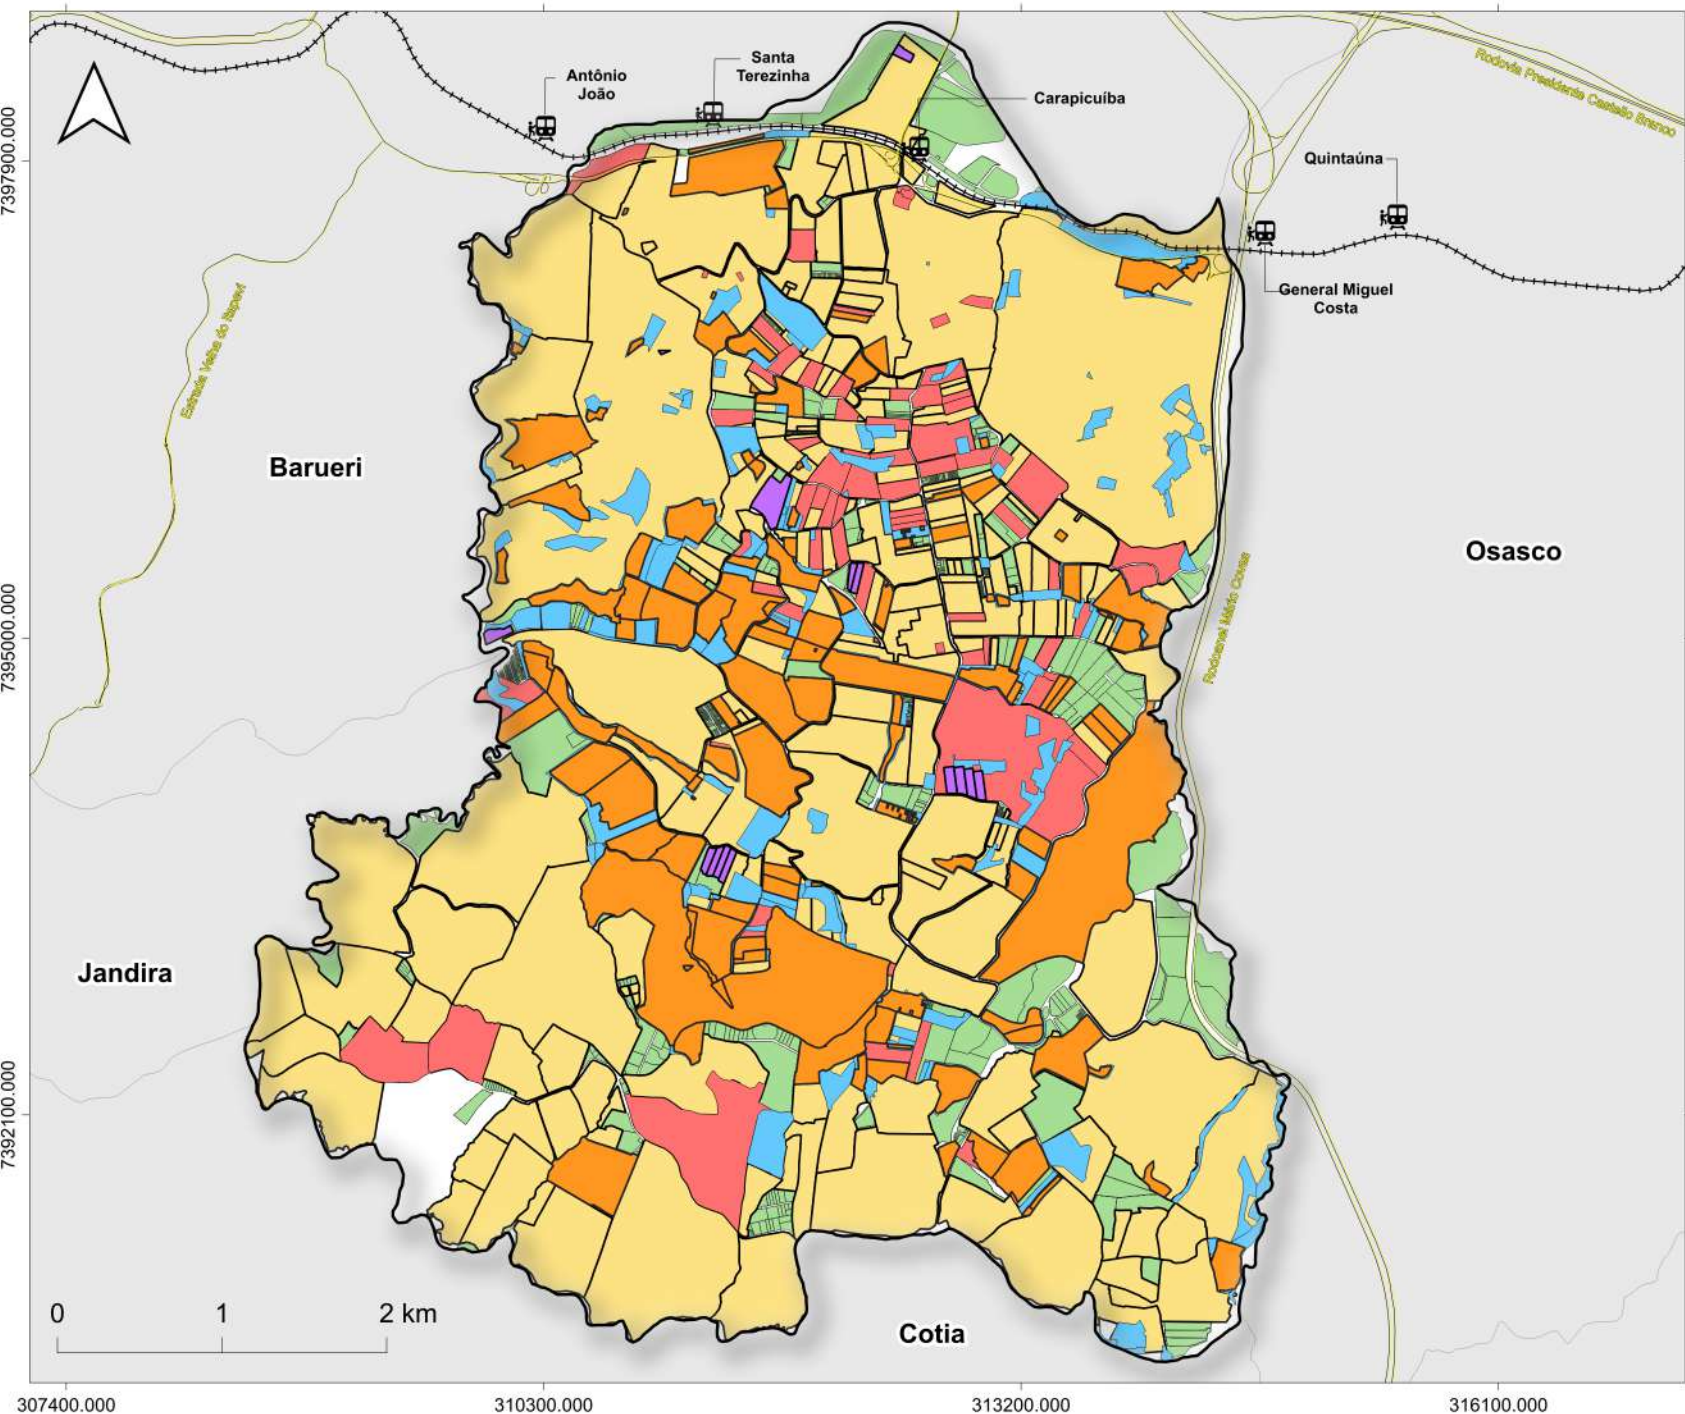 Santa
Terezinha
Antônio
João
Carapicuíba
Rodovia Presidente Castello Branco
Quintaúna
7397900.000
General Miguel
Costa
Estrada Velha do Itapevi
Barueri
Osasco
7395000.000
Rodoanel Mário Covas
Jandira
7392100.000
0 1 2 km
Cotia
307400.000 310300.000 313200.000 316100.000